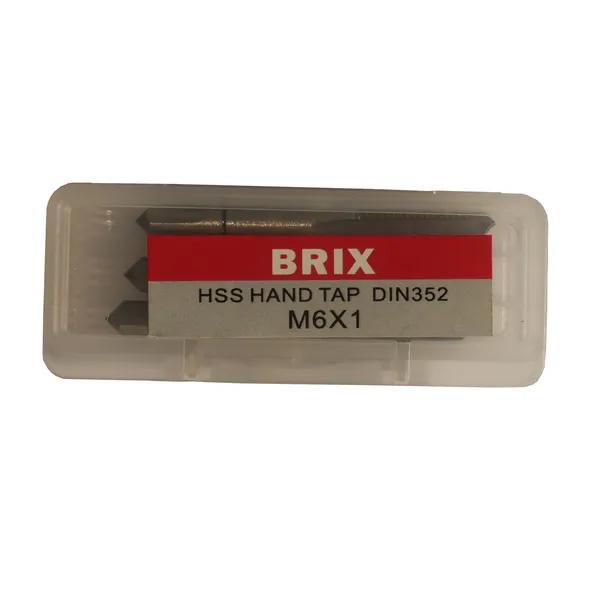 BRIX
HSS HAND TAP DIN352
M6X1